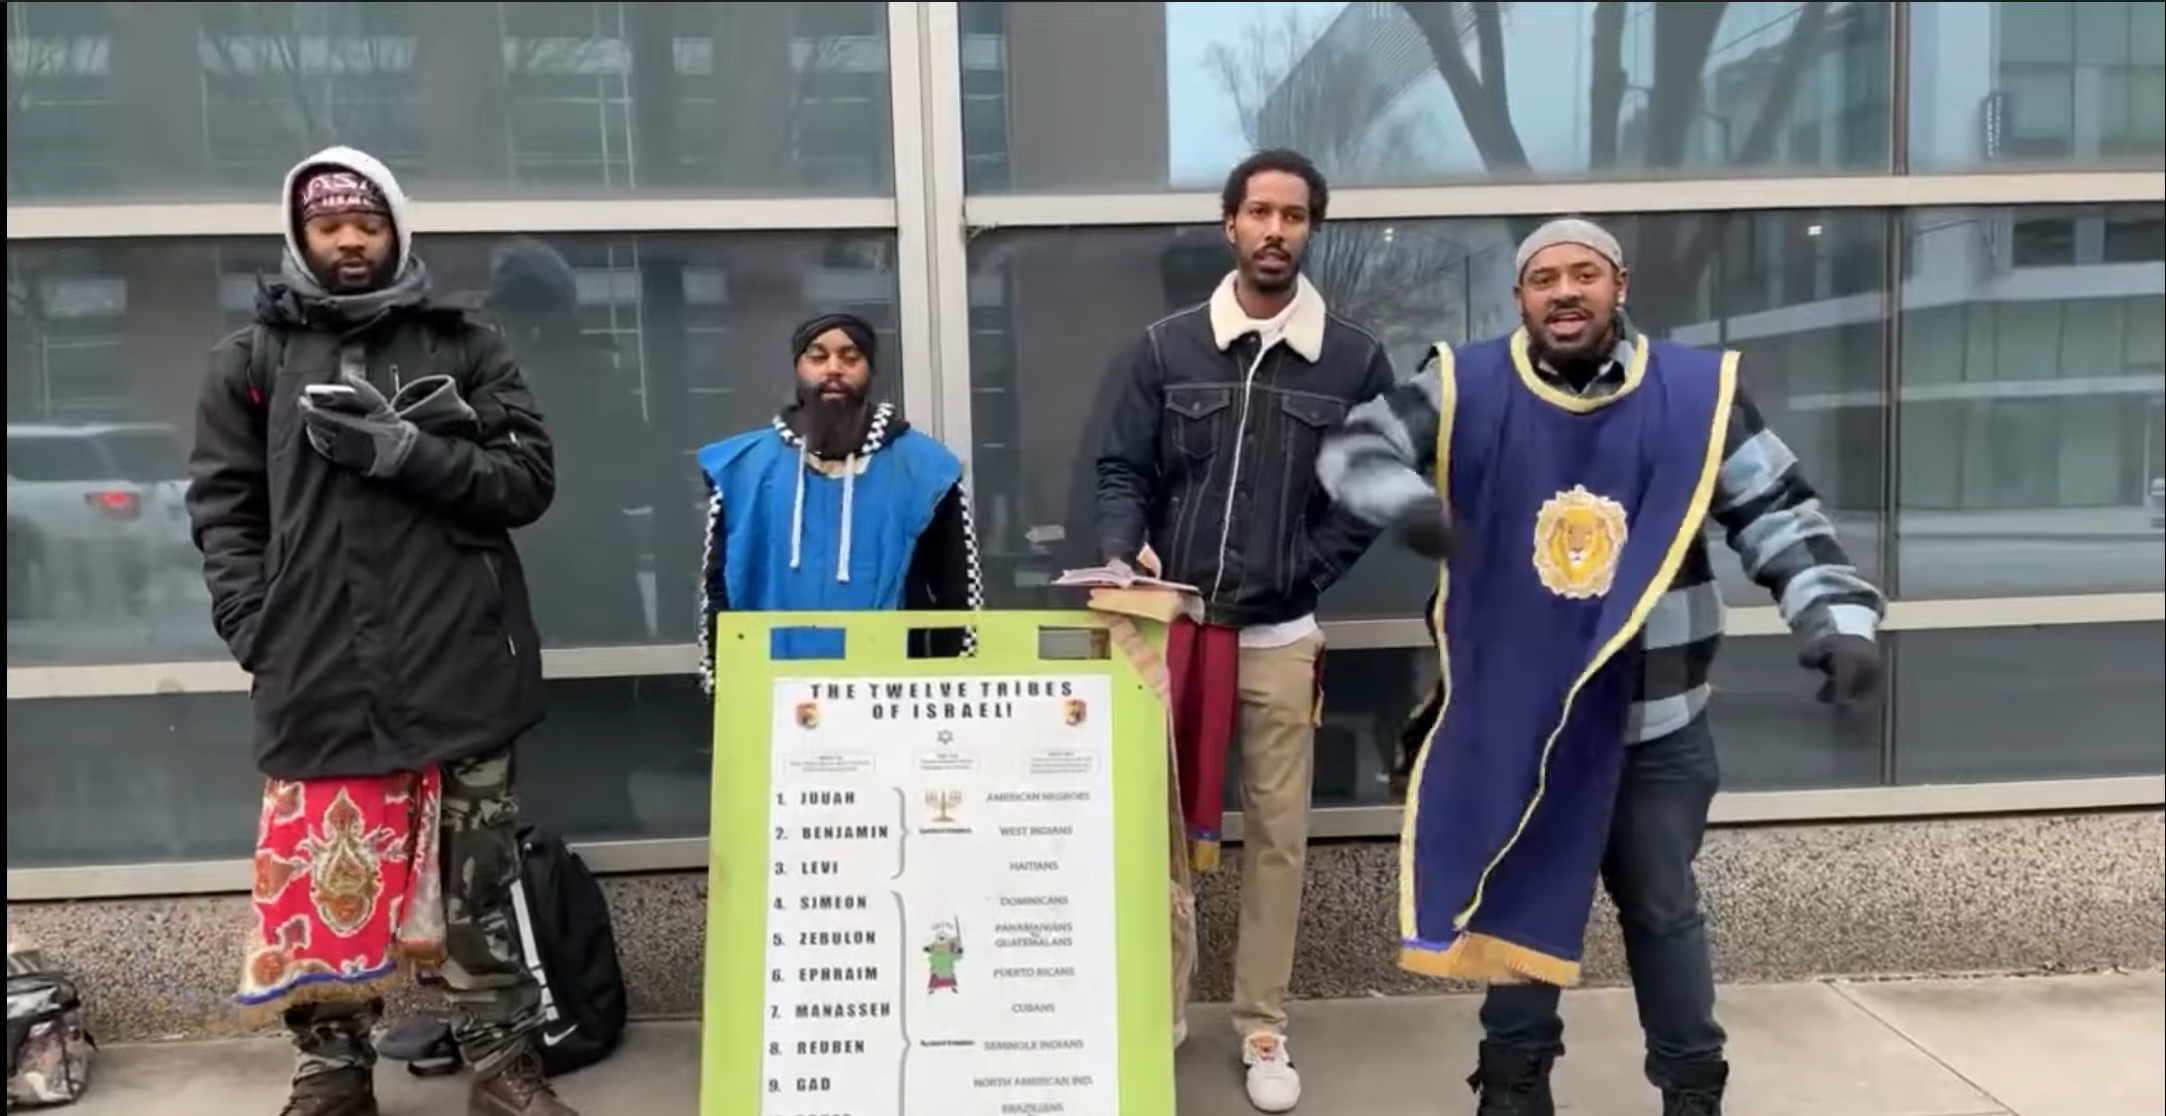 THE TWELVE TRIBES
OF ISRAEL!
1. JUDAH AMERICAN NEGROES
2. BENJAMIN WEST INDIANS
3. LEVI HAITIANS
4. SIMEON DOMINICANS
5. ZEBULON PANAMANIANS
GUATEMALANS
6. EPHRAIM PUERTO RICANS
7. MANASSEH CUBANS
8. REUBEN SEMINOLE INDIANS
9. GAD NORTH AMERICAN IND.
BRAZILIANS